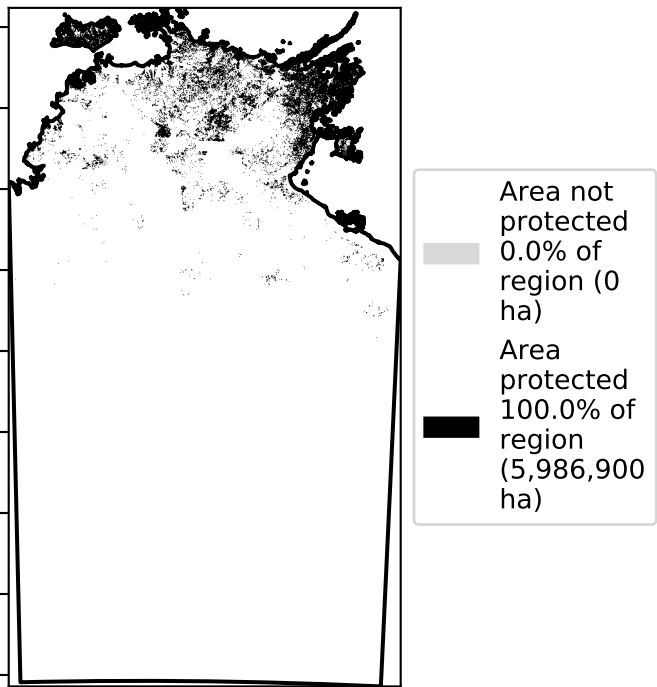 Area not
protected
0.0% of
region (0
ha)
Area
protected
100.0% of
region
(5,986,900
ha)